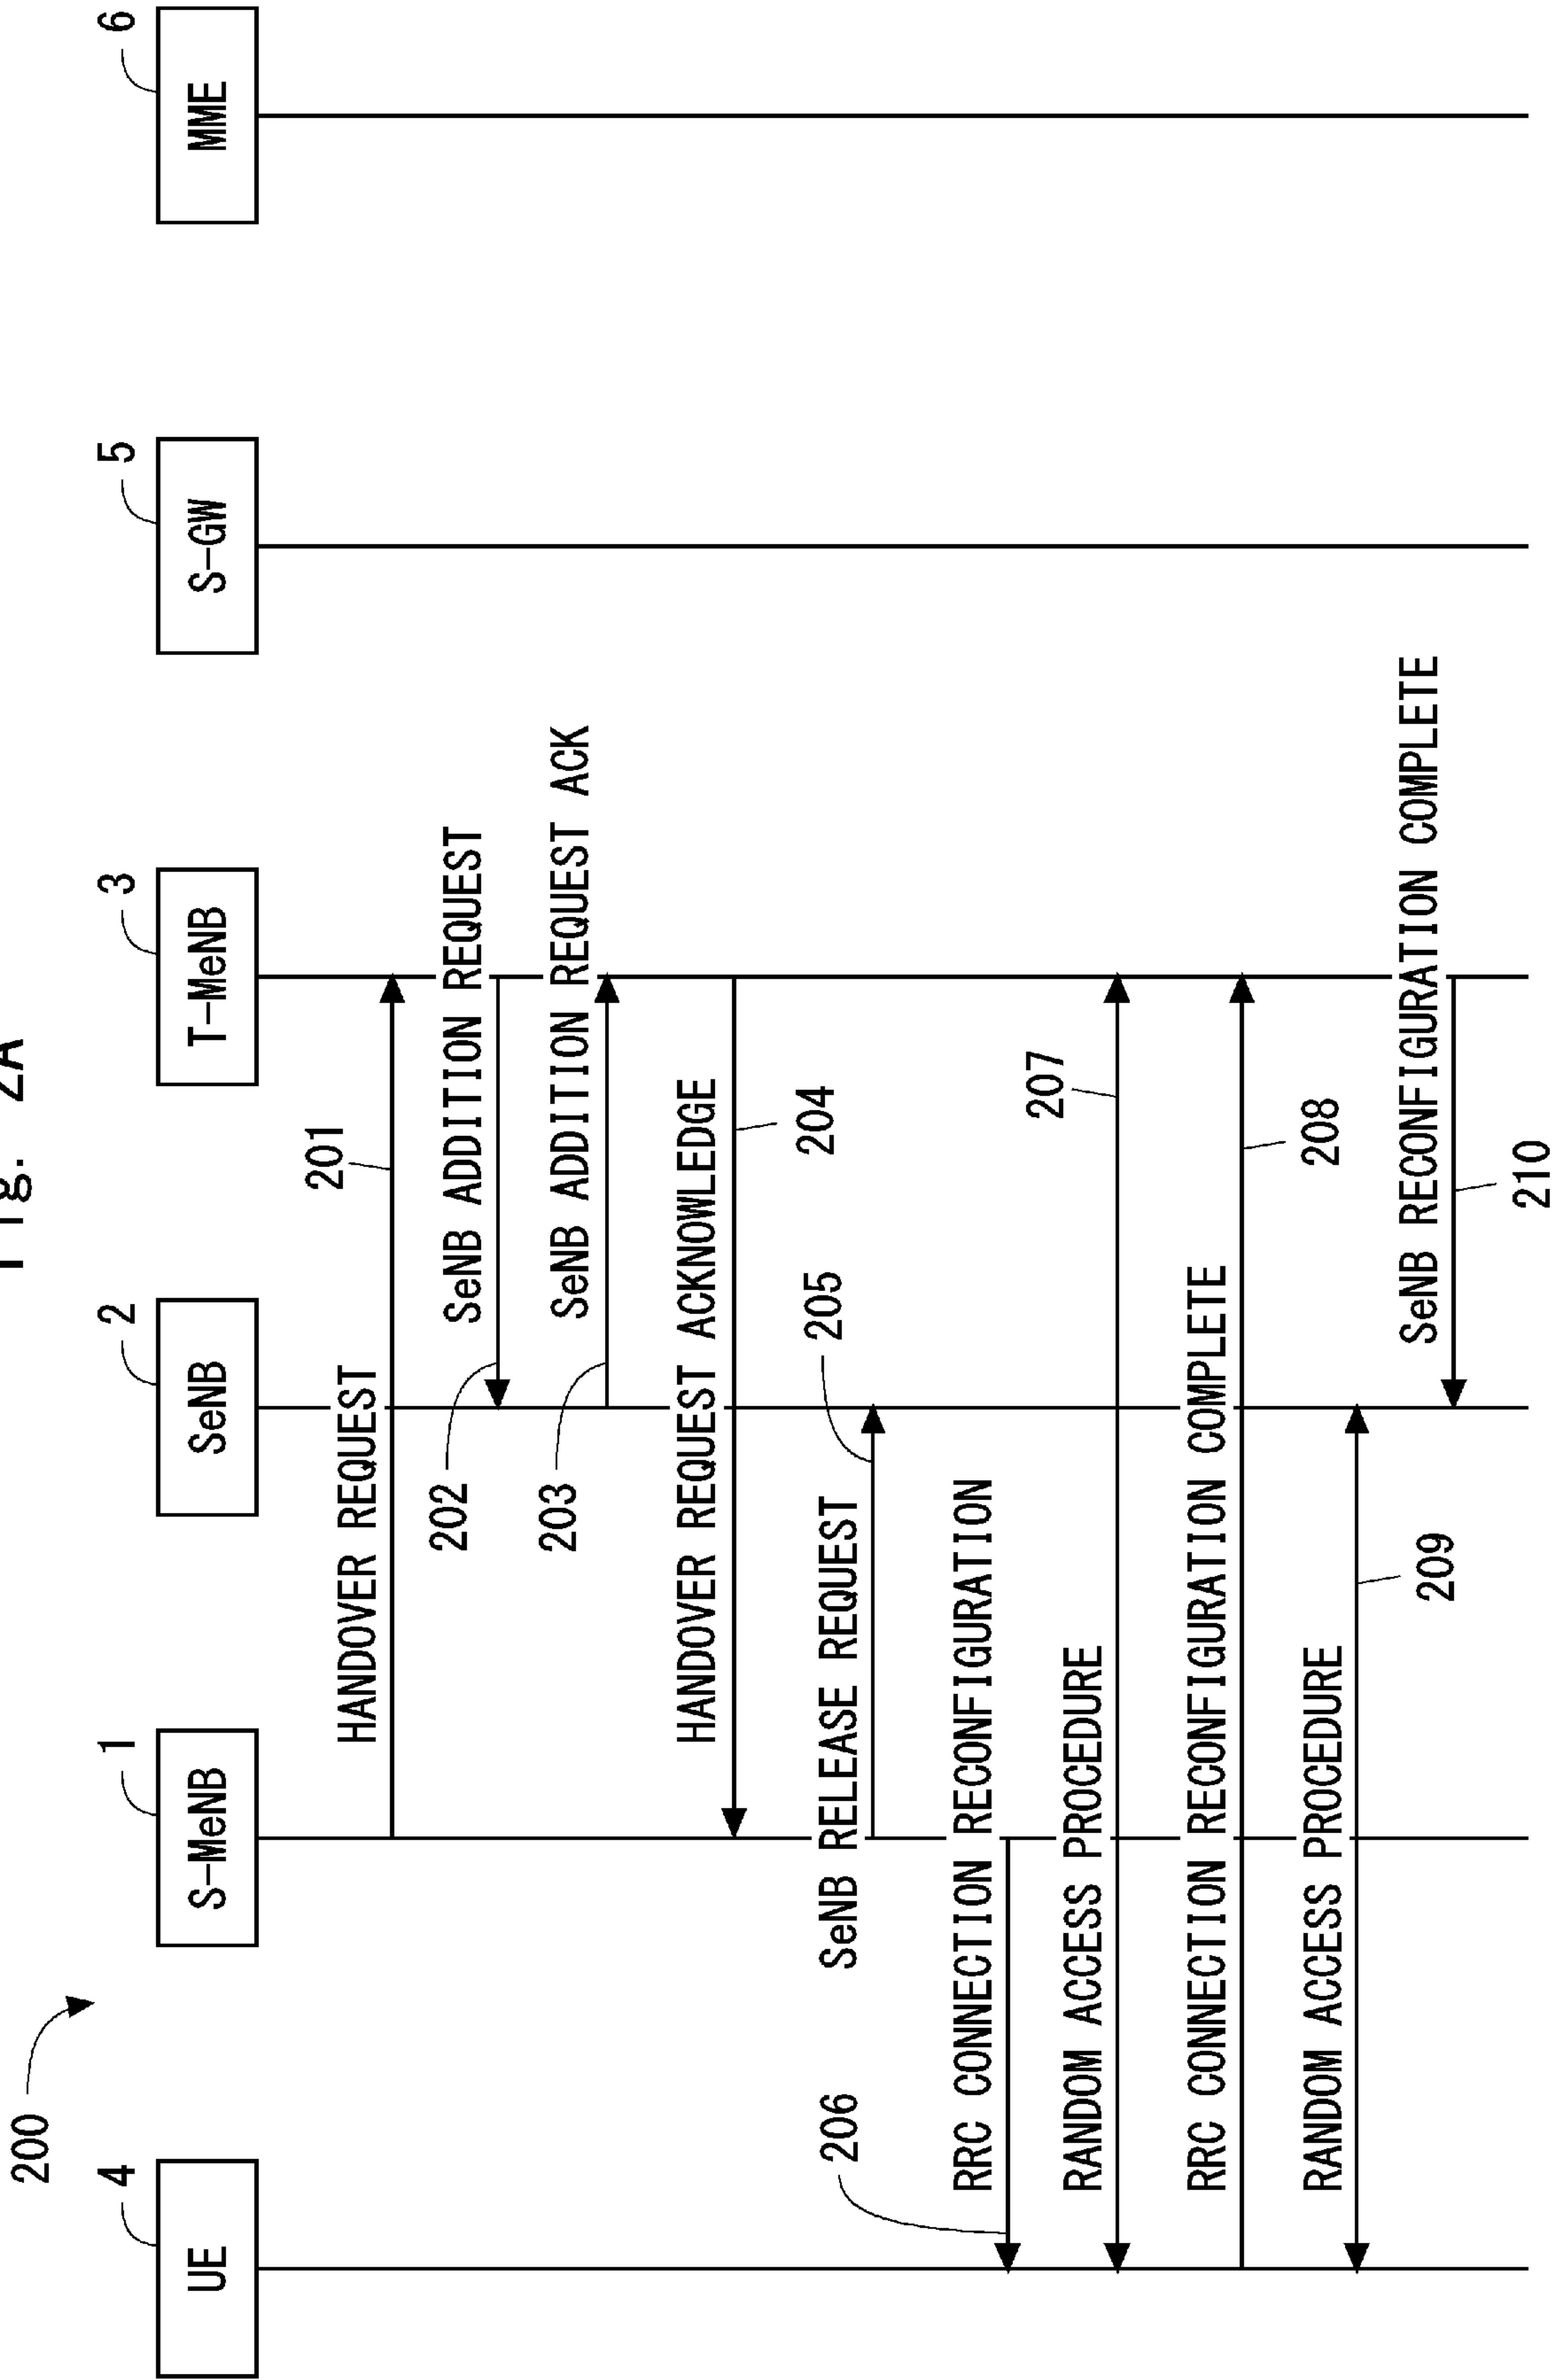 Fig. 2A
200
4
1
2
3
5
6
UE
S-MeNB
SeNB
T-MeNB
S-GW
MME
HANDOVER REQUEST
201
SeNB ADDITION REQUEST
202
SeNB ADDITION REQUEST ACK
203
HANDOVER REQUEST ACKNOWLEDGE
204
SeNB RELEASE REQUEST
205
RRC CONNECTION RECONFIGURATION
206
RANDOM ACCESS PROCEDURE
207
RRC CONNECTION RECONFIGURATION COMPLETE
208
RANDOM ACCESS PROCEDURE
209
SeNB RECONFIGURATION COMPLETE
210